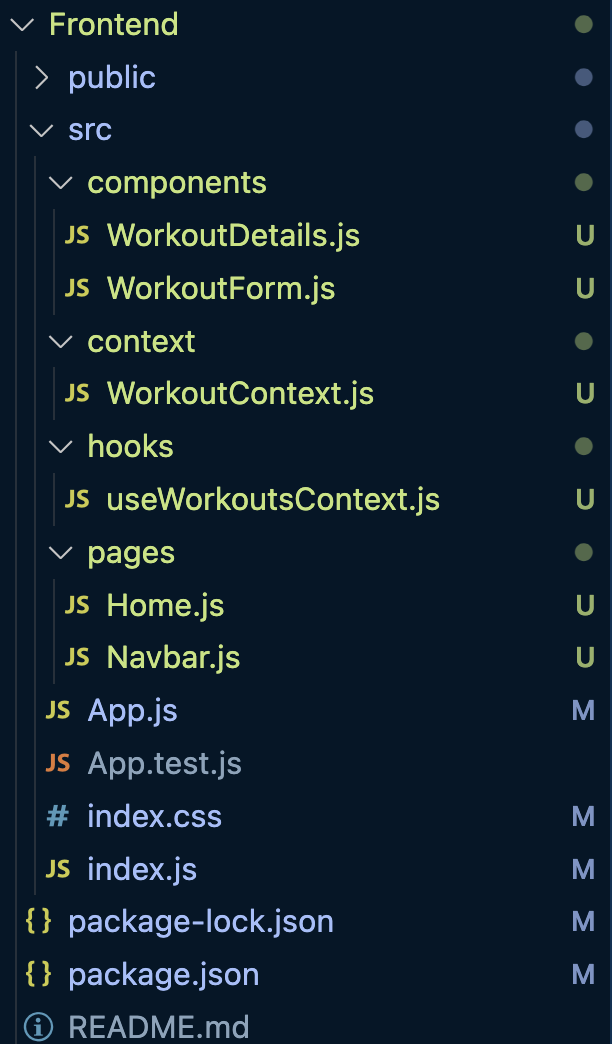 Frontend
public
src
components
JS WorkoutDetails.js U
JS WorkoutForm.js U
context
JS WorkoutContext.js U
hooks
JS useWorkoutsContext.js U
pages
JS Home.js U
JS Navbar.js U
JS App.js M
JS App.test.js
# index.css M
JS index.js M
{} package-lock.json M
{} package.json M
README.md